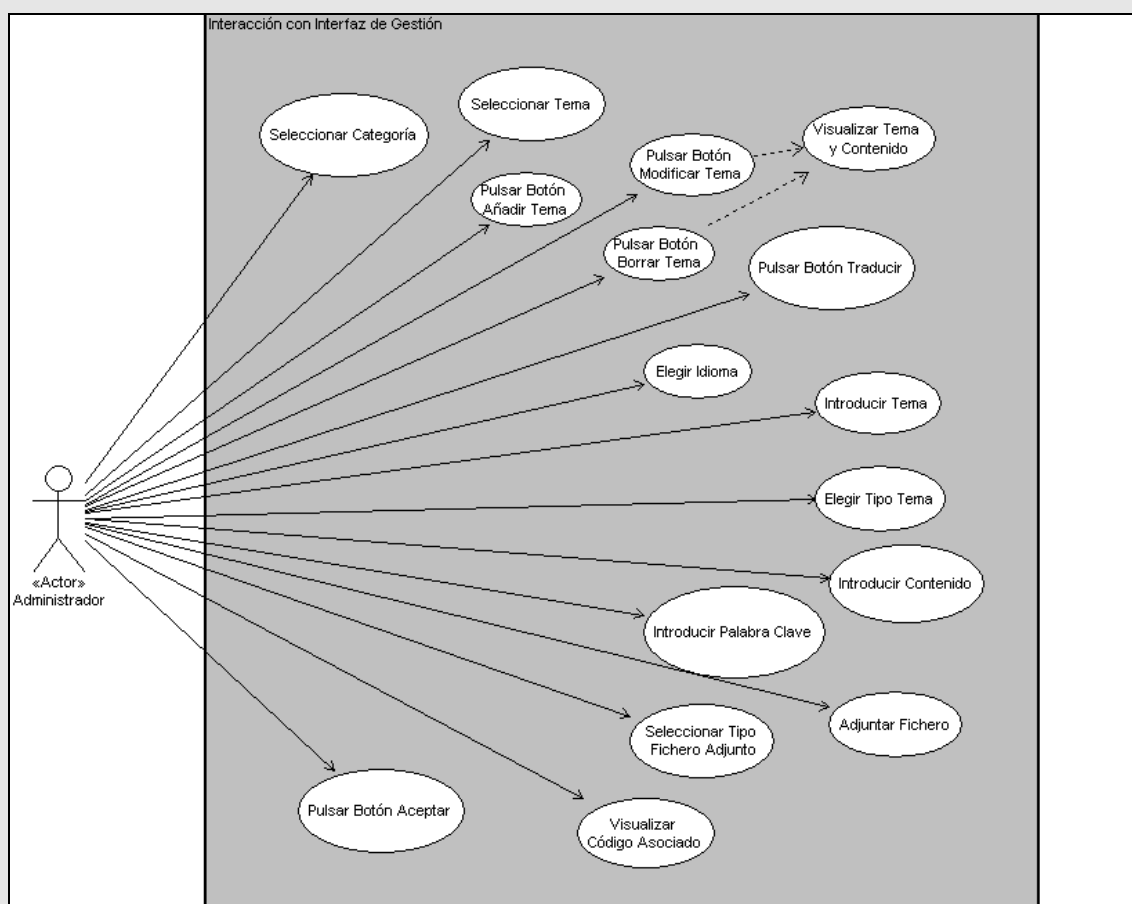 Interacción con Interfaz de Gestión
Seleccionar Categoría
Seleccionar Tema
Visualizar Tema
y Contenido
Pulsar Botón
Modificar Tema
Pulsar Botón
Añadir Tema
Pulsar Botón
Borrar Tema
Pulsar Botón Traducir
Elegir Idioma
Introducir Tema
Elegir Tipo Tema
«Actor»
Administrador
Introducir Contenido
Introducir Palabra Clave
Adjuntar Fichero
Seleccionar Tipo
Fichero Adjunto
Pulsar Botón Aceptar
Visualizar
Código Asociado